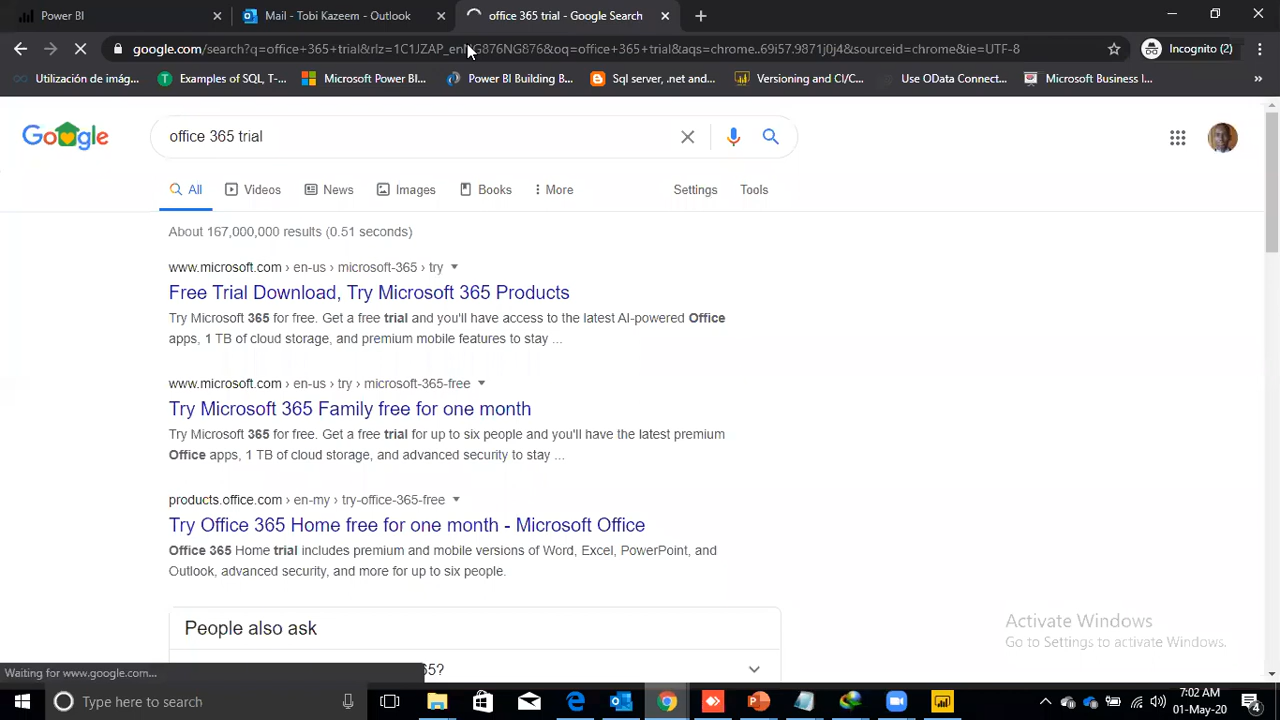 Power BI
Mail - Tobi Kazeem - Outlook
office 365 trial - Google Search
google.com/search?q=office+365+trial&rlz=1C1JZAP_enNG876NG876&oq=office+365+trial&aqs=chrome..69i57.9871j0j4&sourceid=chrome&ie=UTF-8
Incognito (2)
Utilización de imág...
Examples of SQL, T-...
Microsoft Power BI...
Power BI Building B...
Sql server, .net and...
Versioning and CI/C...
Use OData Connect...
Microsoft Business I...
Google
office 365 trial
All
Videos
News
Images
Books
More
Settings
Tools
About 167,000,000 results (0.51 seconds)
www.microsoft.com › en-us › microsoft-365 › try
Free Trial Download, Try Microsoft 365 Products
Try Microsoft 365 for free. Get a free trial and you'll have access to the latest AI-powered Office
apps, 1 TB of cloud storage, and premium mobile features to stay ...
www.microsoft.com › en-us › try › microsoft-365-free
Try Microsoft 365 Family free for one month
Try Microsoft 365 for free. Get a free trial for up to six people and you'll have the latest premium
Office apps, 1 TB of cloud storage, and advanced security to stay ...
products.office.com › en-my › try-office-365-free
Try Office 365 Home free for one month - Microsoft Office
Office 365 Home trial includes premium and mobile versions of Word, Excel, PowerPoint, and
Outlook, advanced security, and more for up to six people.
People also ask
65?
Activate Windows
Go to Settings to activate Windows.
Waiting for www.google.com...
Type here to search
7:02 AM
01-May-20
4